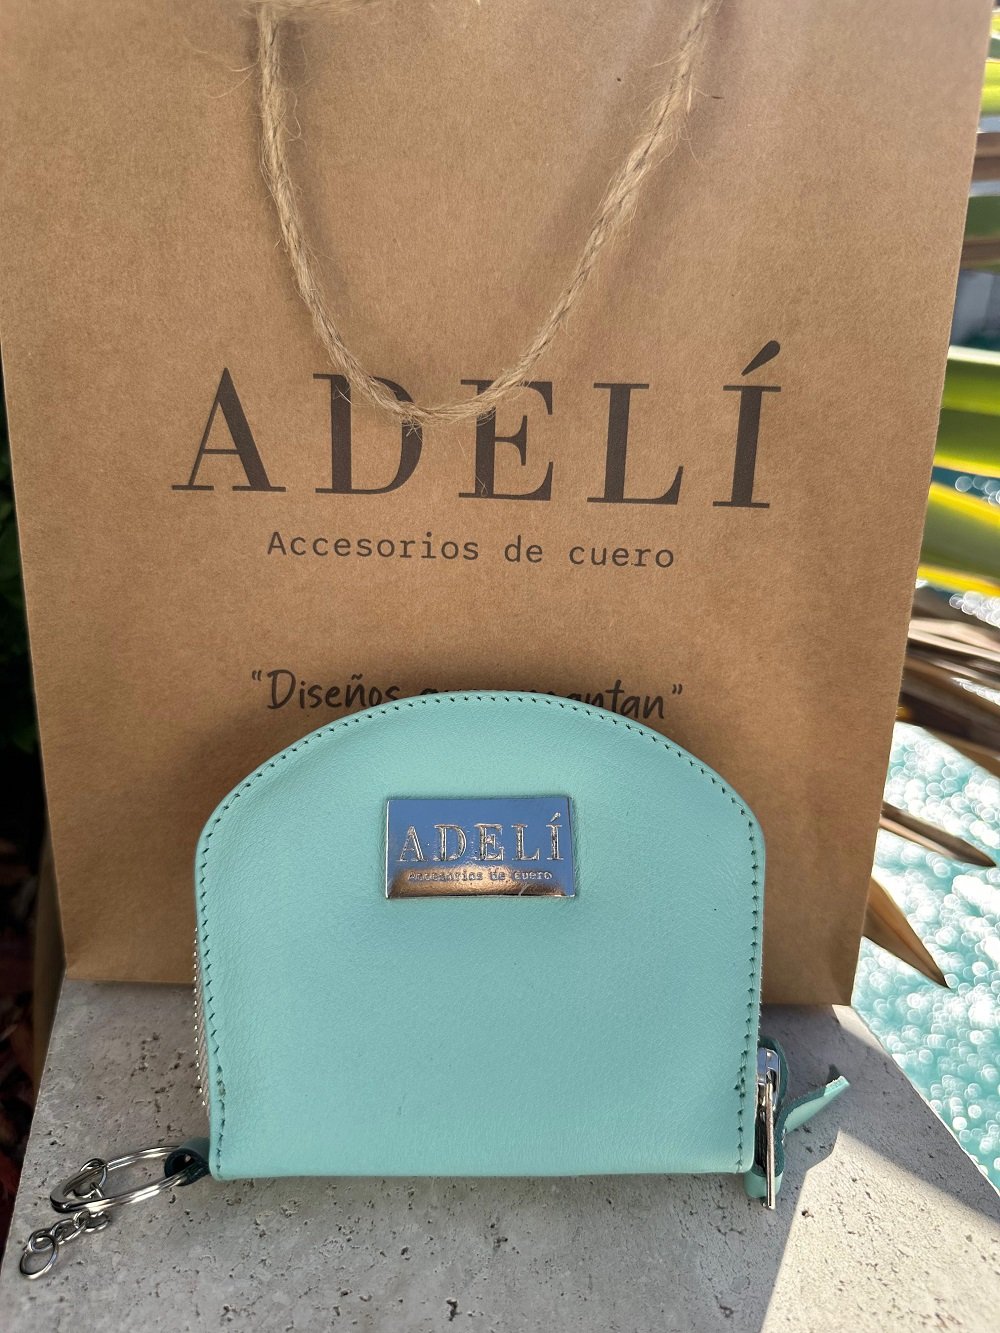 ADELÍ
Accesorios de cuero
"Diseños
ADELÍ
Accesorios de Cuero